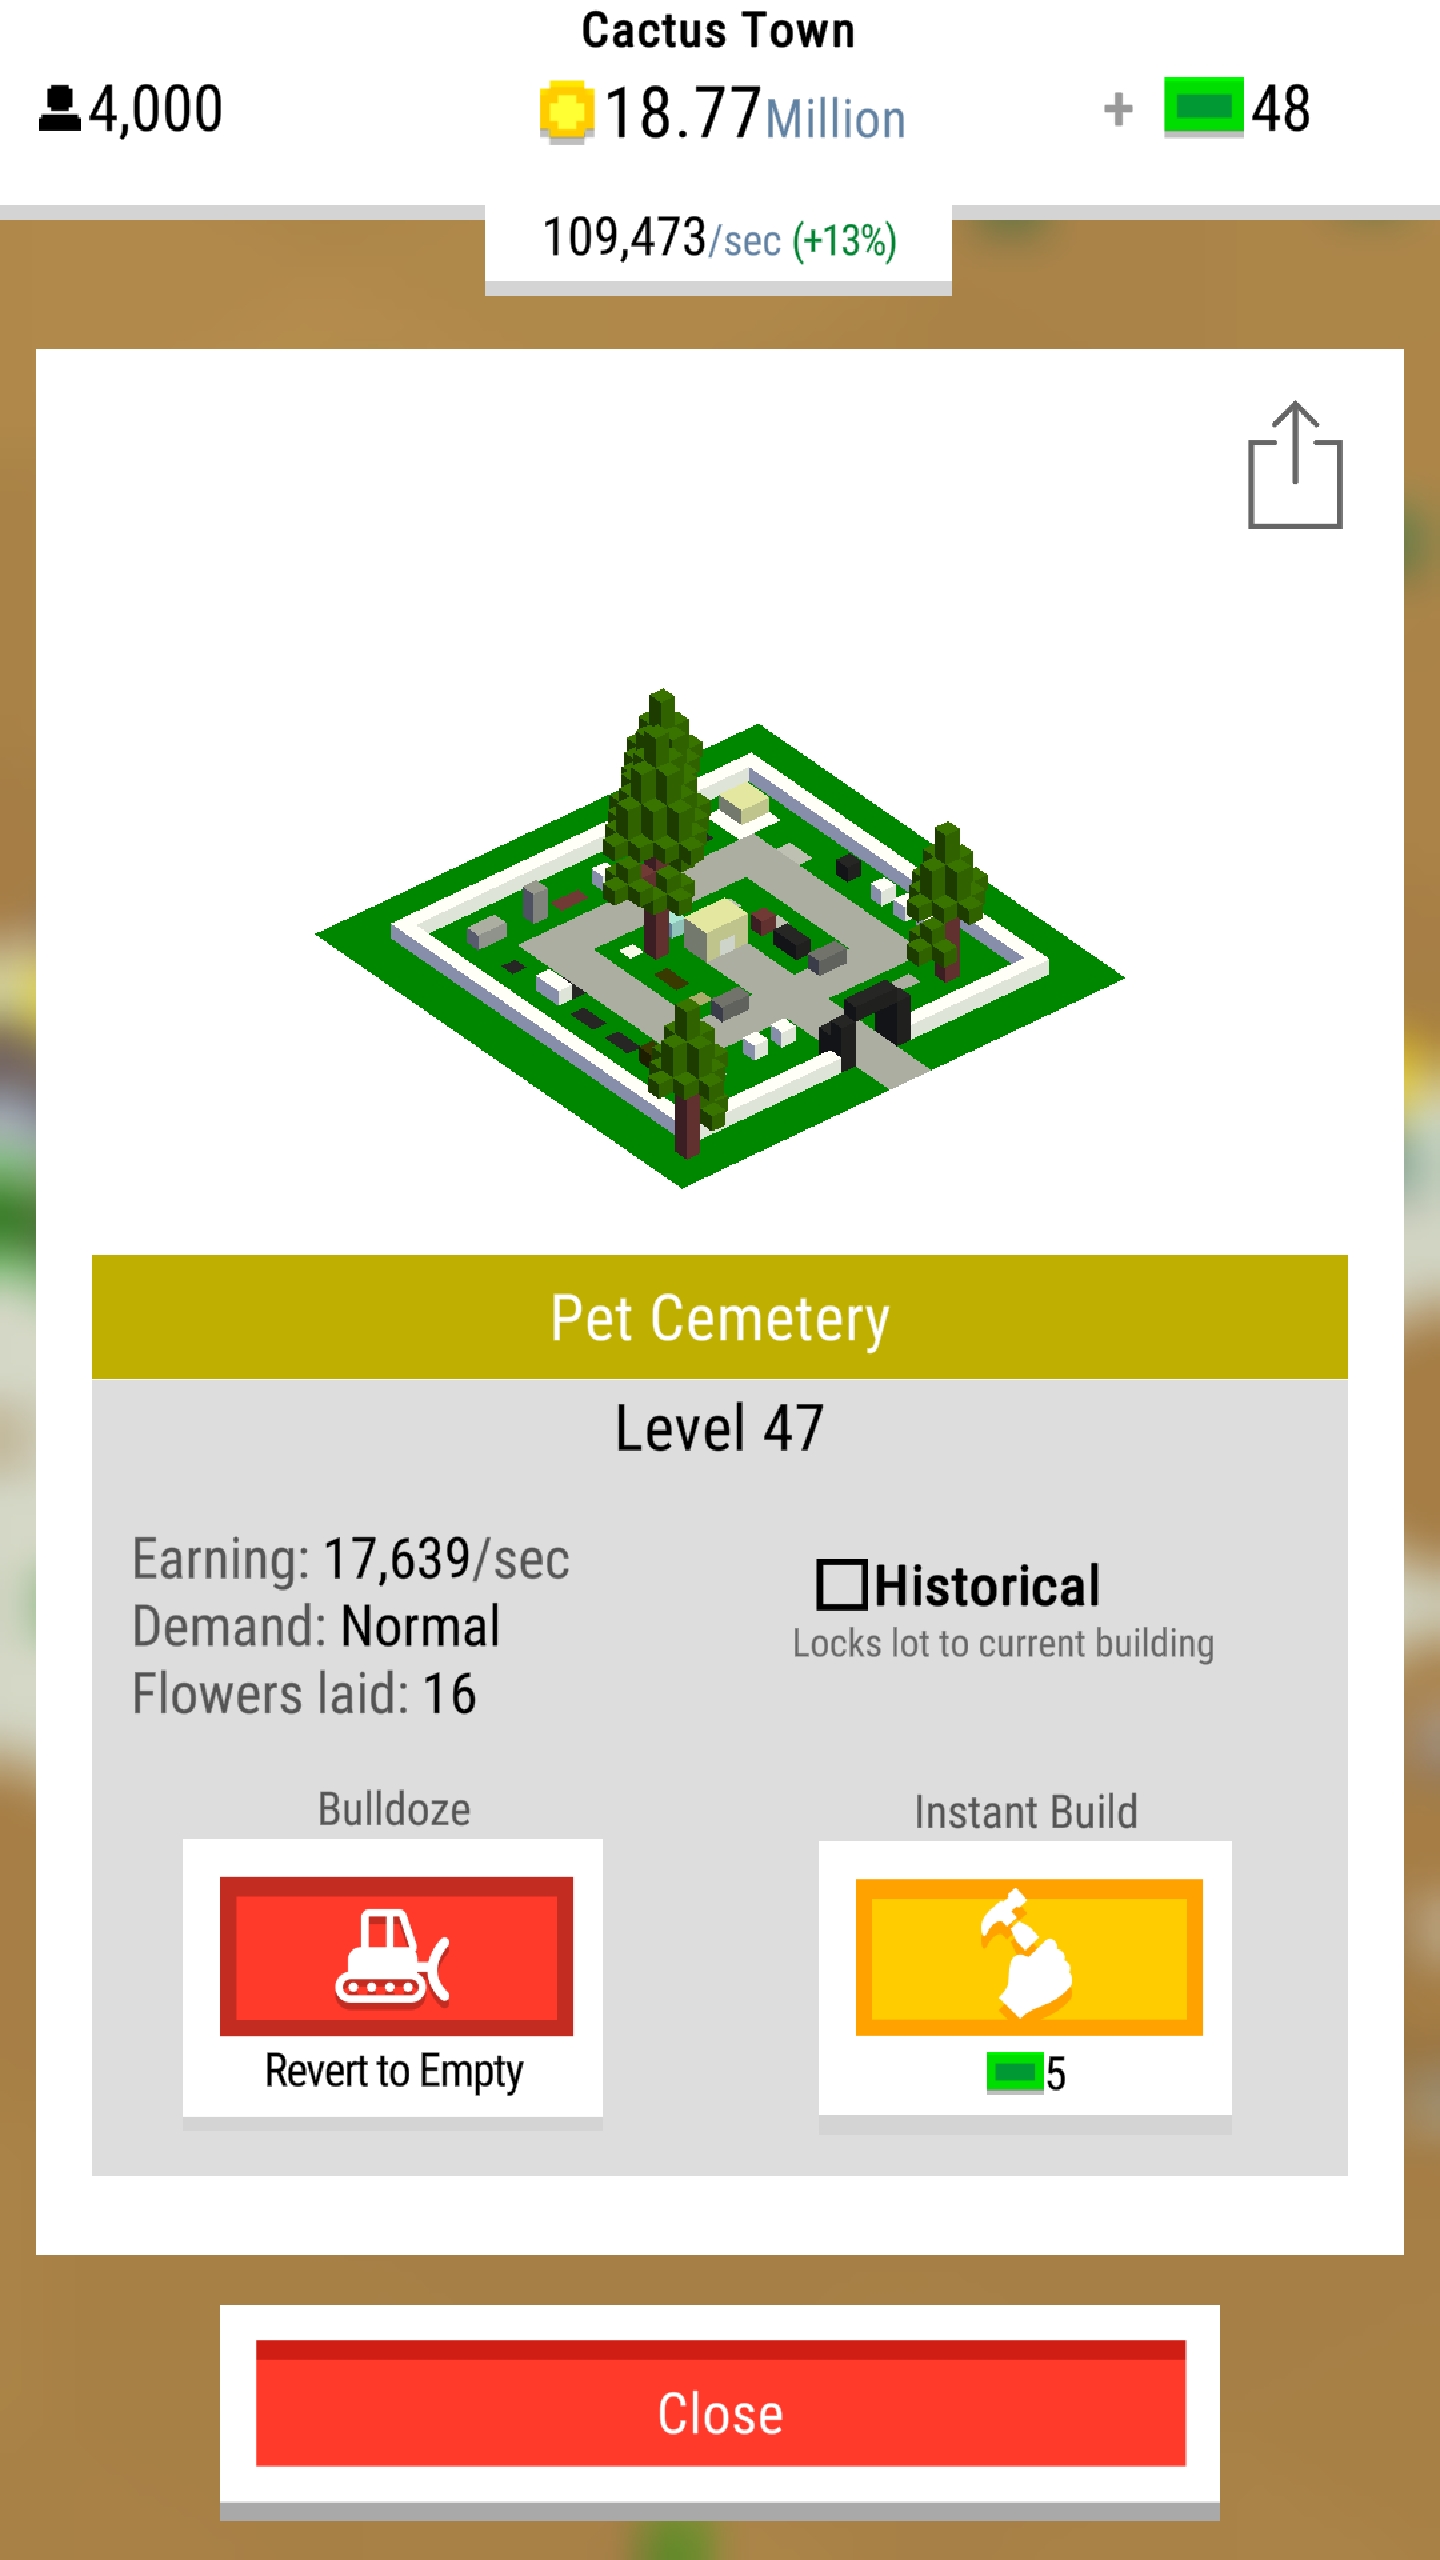 Cactus Town
4,000
18.77Million
+ 48
109,473/sec (+13%)
Pet Cemetery
Level 47
Earning: 17,639/sec
Demand: Normal
Flowers laid: 16
Historical
Locks lot to current building
Bulldoze
Revert to Empty
Instant Build
5
Close